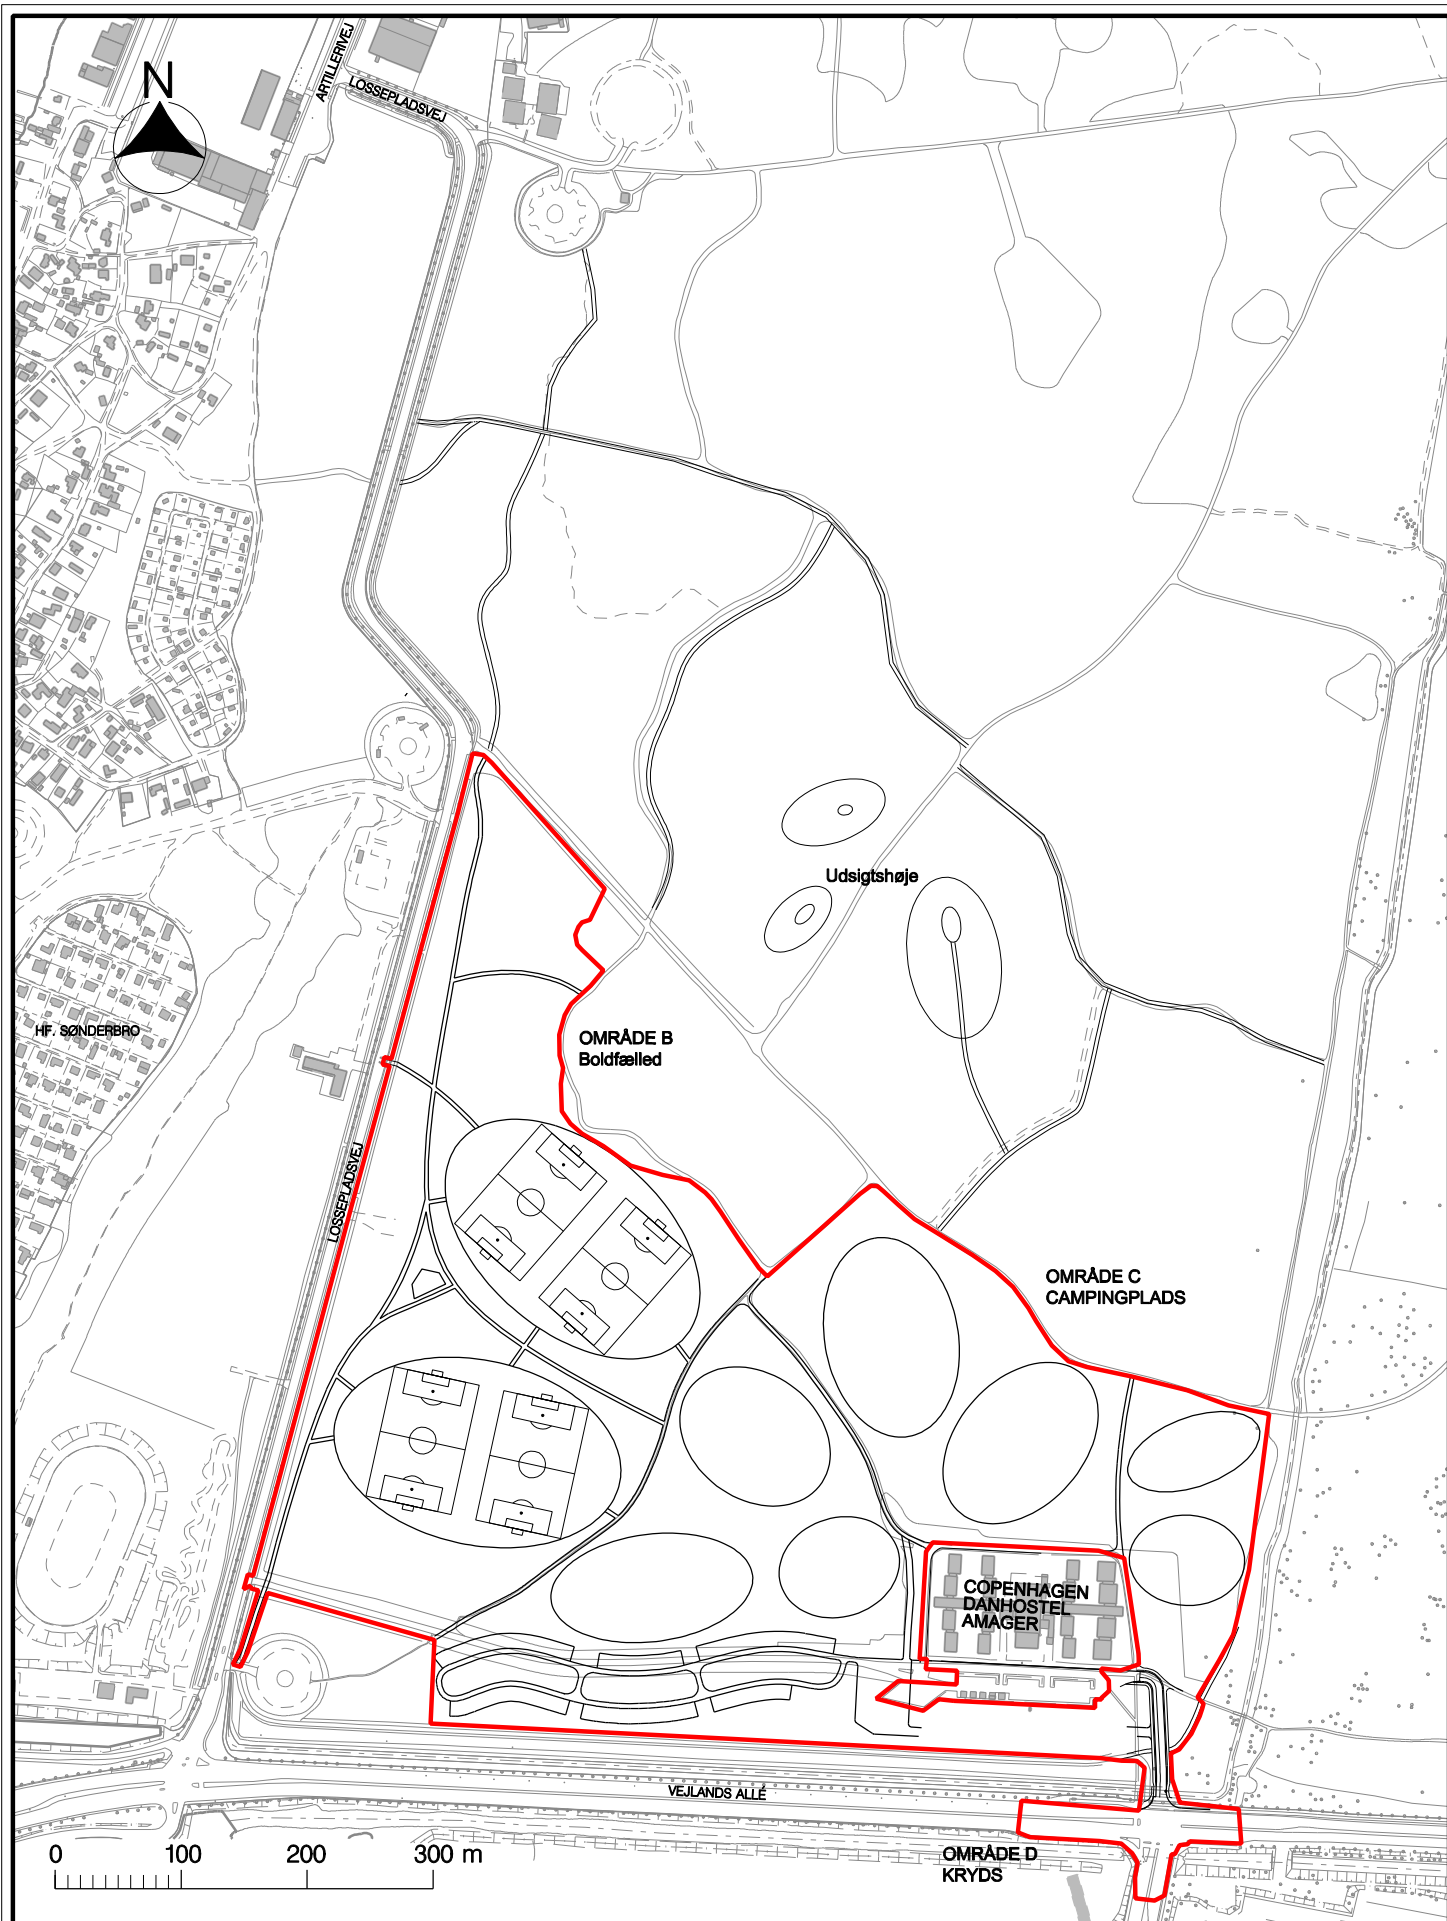 N
ARTILLERIVEJ
LOSSEPLADSVEJ
Udsigtshøje
HF. SØNDERBRO
OMRÅDE B
Boldfælled
LOSSEPLADSVEJ
OMRÅDE C
CAMPINGPLADS
COPENHAGEN
DANHOSTEL
AMAGER
VEJLANDS ALLÉ
0 100 200 300 m
OMRÅDE D
KRYDS